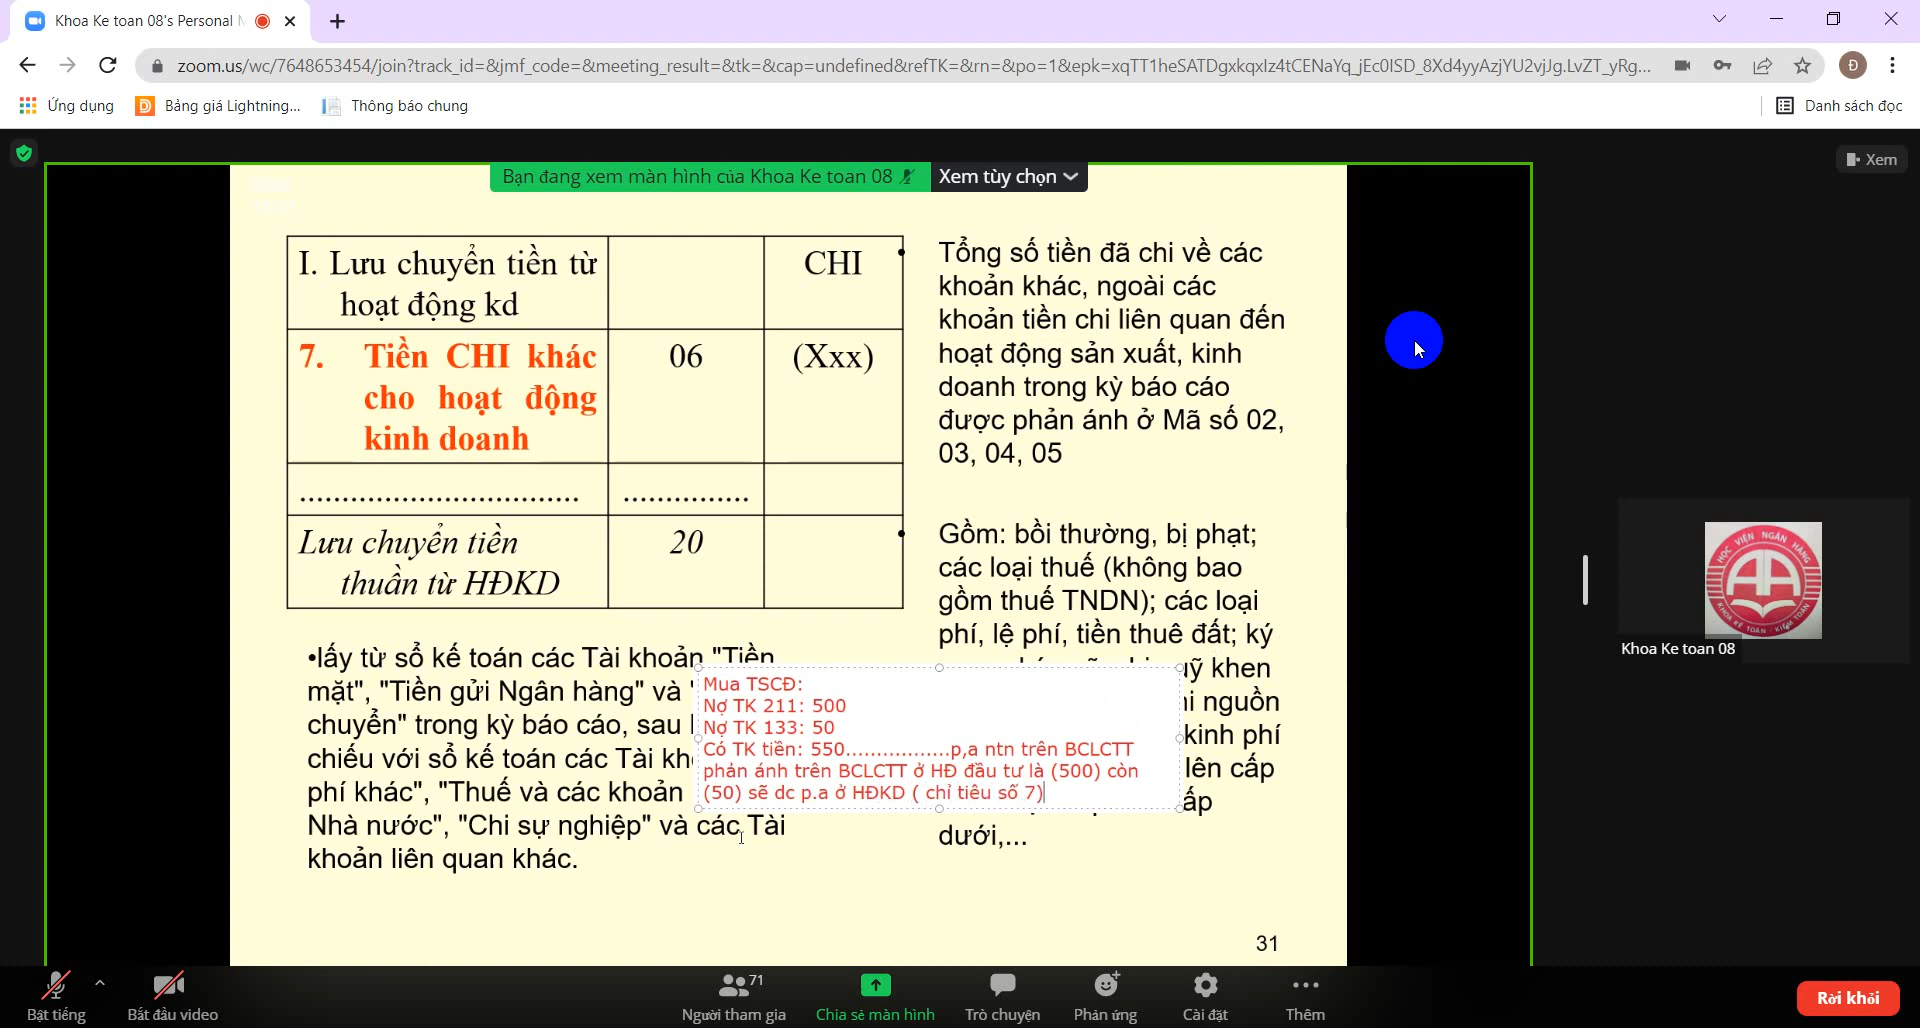 Khoa Ke toan 08's Personal
zoom.us/wc/7648653454/join?track_id=&jmf_code=&meeting_result=&tk=&cap=undefined&refTK=&rn=&po=1&epk=xqTT1heSATDgxkqxIz4tCENaYq_jEc0ISD_8Xd4yyAzjYU2vjJg.LvZT_yRg...
Đ
Ứng dụng
Bảng giá Lightning...
Thông báo chung
Danh sách đọc
Bạn đang xem màn hình của Khoa Ke toan 08
Xem tùy chọn
Xem
I. Lưu chuyển tiền từ
hoạt động kd
CHI
7. Tiền CHI khác
cho hoạt động
kinh doanh
06
(Xxx)
................................. ...............
Lưu chuyển tiền
thuần từ HĐKD
20
• Tổng số tiền đã chi về các
khoản khác, ngoài các
khoản tiền chi liên quan đến
hoạt động sản xuất, kinh
doanh trong kỳ báo cáo
được phản ánh ở Mã số 02,
03, 04, 05
• Gồm: bồi thường, bị phạt;
các loại thuế (không bao
gồm thuế TNDN); các loại
phí, lệ phí, tiền thuê đất; ký
khen
nguồn
kinh phí
lên cấp
dưới,...
•lấy từ sổ kế toán các Tài khoản "Tiền
mặt", "Tiền gửi Ngân hàng" và
chuyển" trong kỳ báo cáo, sau
chiếu với sổ kế toán các Tài
phí khác", "Thuế và các khoản
Nhà nước", "Chi sự nghiệp" và các Tài
khoản liên quan khác.
Mua TSCĐ:
Nợ TK 211: 500
Nợ TK 133: 50
Có TK tiền: 550.................p,a ntn trên BCLCTT
phản ánh trên BCLCTT ở HĐ đầu tư là (500) còn
(50) sẽ dc p.a ở HĐKD ( chỉ tiêu số 7)
31
HỌC VIỆN NGÂN HÀNG
KHOA KẾ TOÁN - KIỂM TOÁN
Khoa Ke toan 08
Bật tiếng
Bắt đầu video
71
Người tham gia
Chia sẻ màn hình
Trò chuyện
Phản ứng
Cài đặt
Thêm
Rời khỏi